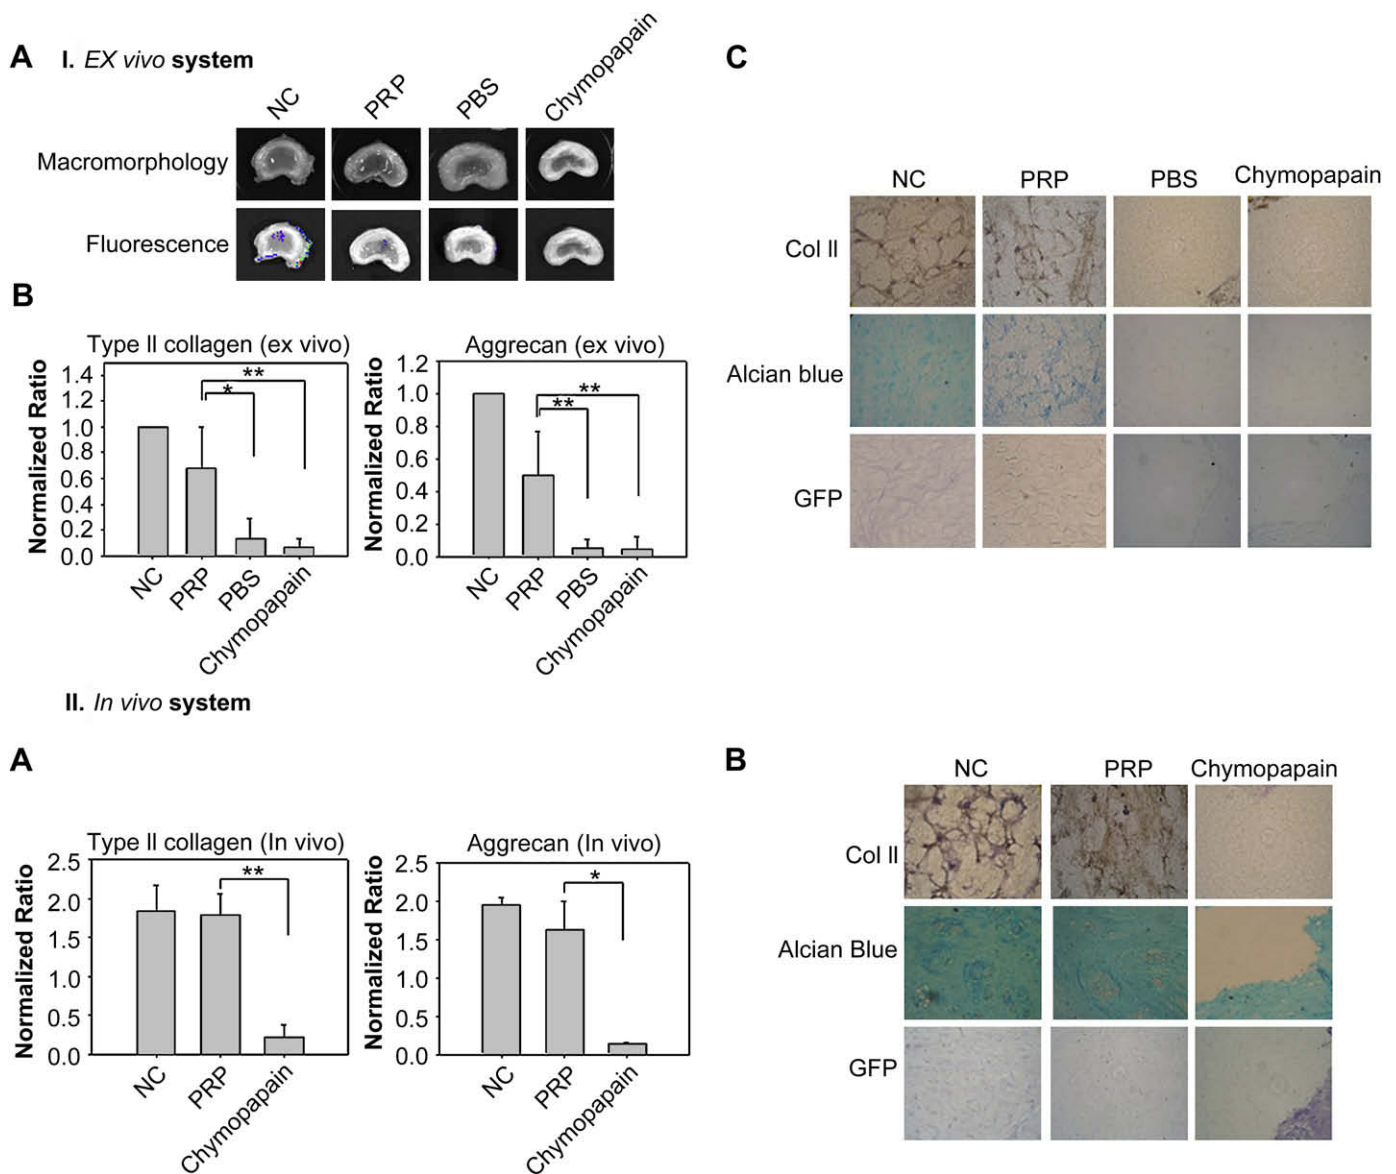 A I. EX vivo system
NC PRP PBS Chymopapain
Macromorphology
Fluorescence
B
Type II collagen (ex vivo)
Normalized Ratio
1.4
1.2
1.0
0.8
0.6
0.4
0.2
0.0
**
*
NC PRP PBS Chymopapain
Aggrecan (ex vivo)
Normalized Ratio
1.2
1.0
0.8
0.6
0.4
0.2
0.0
**
**
NC PRP PBS Chymopapain
C
NC PRP PBS Chymopapain
Col II
Alcian blue
GFP
II. In vivo system
A
Type II collagen (In vivo)
Normalized Ratio
2.5
2.0
1.5
1.0
0.5
0.0
**
NC PRP Chymopapain
Aggrecan (In vivo)
Normalized Ratio
2.5
2.0
1.5
1.0
0.5
0.0
*
NC PRP Chymopapain
B
NC PRP Chymopapain
Col II
Alcian Blue
GFP